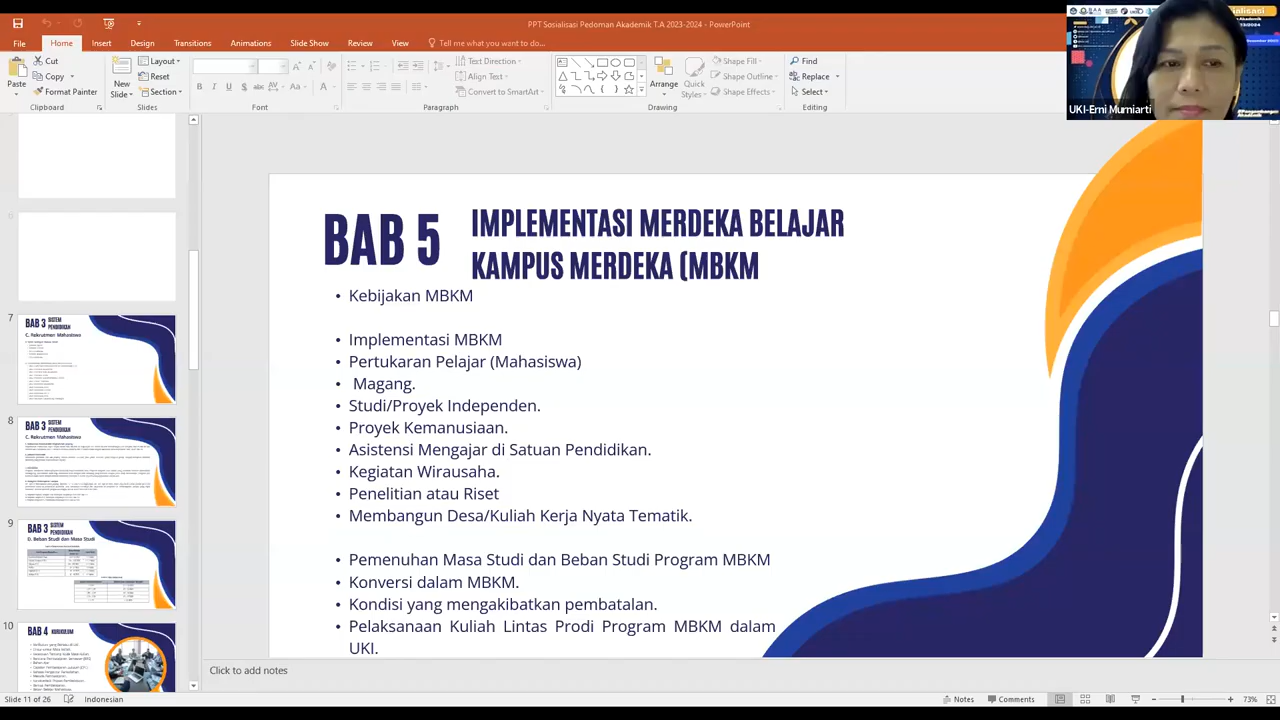 PPT Sosialisasi Pedoman Akademik T.A 2023-2024 - PowerPoint
File Home Insert Design Transitions Animations Slide Show Review View Tell me what you want to do...
Cut
Copy
Format Painter
Paste
Clipboard
New
Slide
Layout
Reset
Section
Slides
Font
Text Direction
Align Text
Convert to SmartArt
Paragraph
Arrange
Quick
Styles
Shape Fill
Shape Outline
Shape Effects
Drawing
Find
Replace
Select
Editing
UKI-Erni Murniarti
7
BAB 3 SISTEM
PENDIDIKAN
C. Rekrutmen Mahasiswa
8
BAB 3 SISTEM
PENDIDIKAN
C. Rekrutmen Mahasiswa
9
BAB 3 SISTEM
PENDIDIKAN
D. Beban Studi dan Masa Studi
10
BAB 4 KURIKULUM
BAB 5 IMPLEMENTASI MERDEKA BELAJAR
KAMPUS MERDEKA (MBKM
• Kebijakan MBKM
• Implementasi MBKM
• Pertukaran Pelajar (Mahasiswa)
• Magang.
• Studi/Proyek Independen.
• Proyek Kemanusiaan.
• Asistensi Mengajar di Satuan Pendidikan.
• Kegiatan Wirausaha.
• Penelitian atau Riset
• Membangun Desa/Kuliah Kerja Nyata Tematik.
• Pemenuhan Masa Studi dan Beban Studi Program MBKM
• Konversi dalam MBKM.
• Kondisi yang mengakibatkan pembatalan.
• Pelaksanaan Kuliah Lintas Prodi Program MBKM dalam
UKI.
Click to add notes
Slide 11 of 26 Indonesian Notes Comments 73%